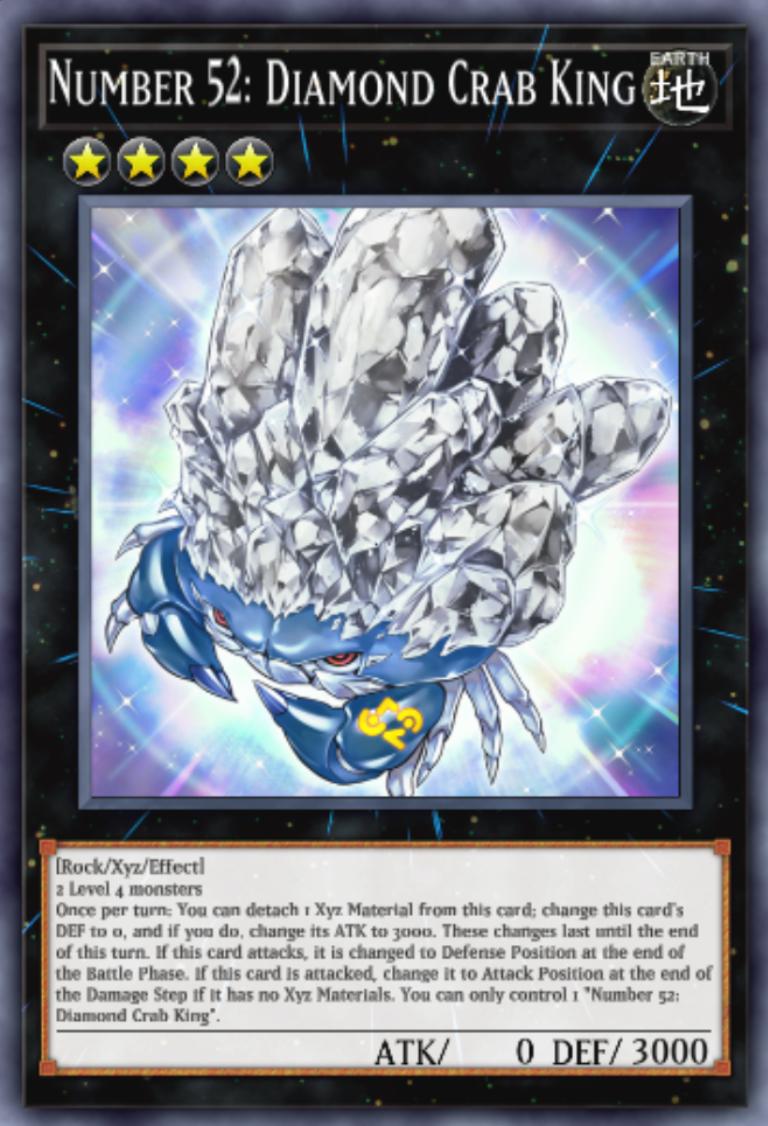 Number 52: Diamond Crab King
EARTH
地
52
[Rock/Xyz/Effect]
2 Level 4 monsters
Once per turn: You can detach 1 Xyz Material from this card; change this card's
DEF to 0, and if you do, change its ATK to 3000. These changes last until the end
of this turn. If this card attacks, it is changed to Defense Position at the end of
the Battle Phase. If this card is attacked, change it to Attack Position at the end of
the Damage Step if it has no Xyz Materials. You can only control 1 "Number 52:
Diamond Crab King".
ATK/ 0 DEF/ 3000